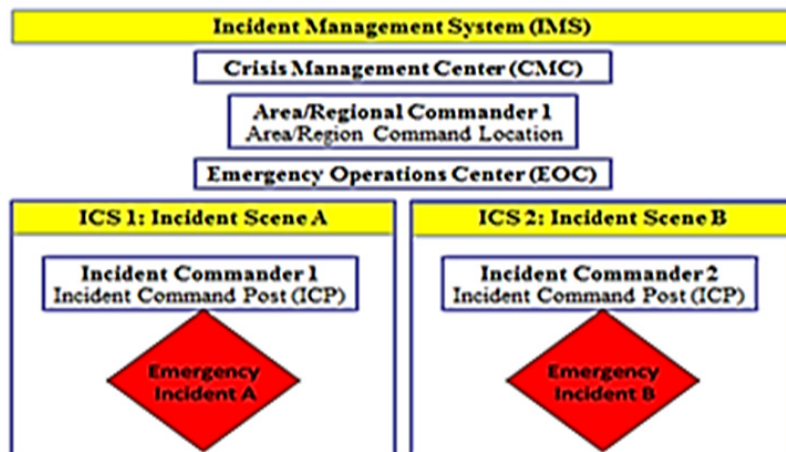 Incident Management System (IMS)
Crisis Management Center (CMC)
Area/Regional Commander 1
Area/Region Command Location
Emergency Operations Center (EOC)
ICS 1: Incident Scene A
Incident Commander 1
Incident Command Post (ICP)
Emergency
Incident A
ICS 2: Incident Scene B
Incident Commander 2
Incident Command Post (ICP)
Emergency
Incident B